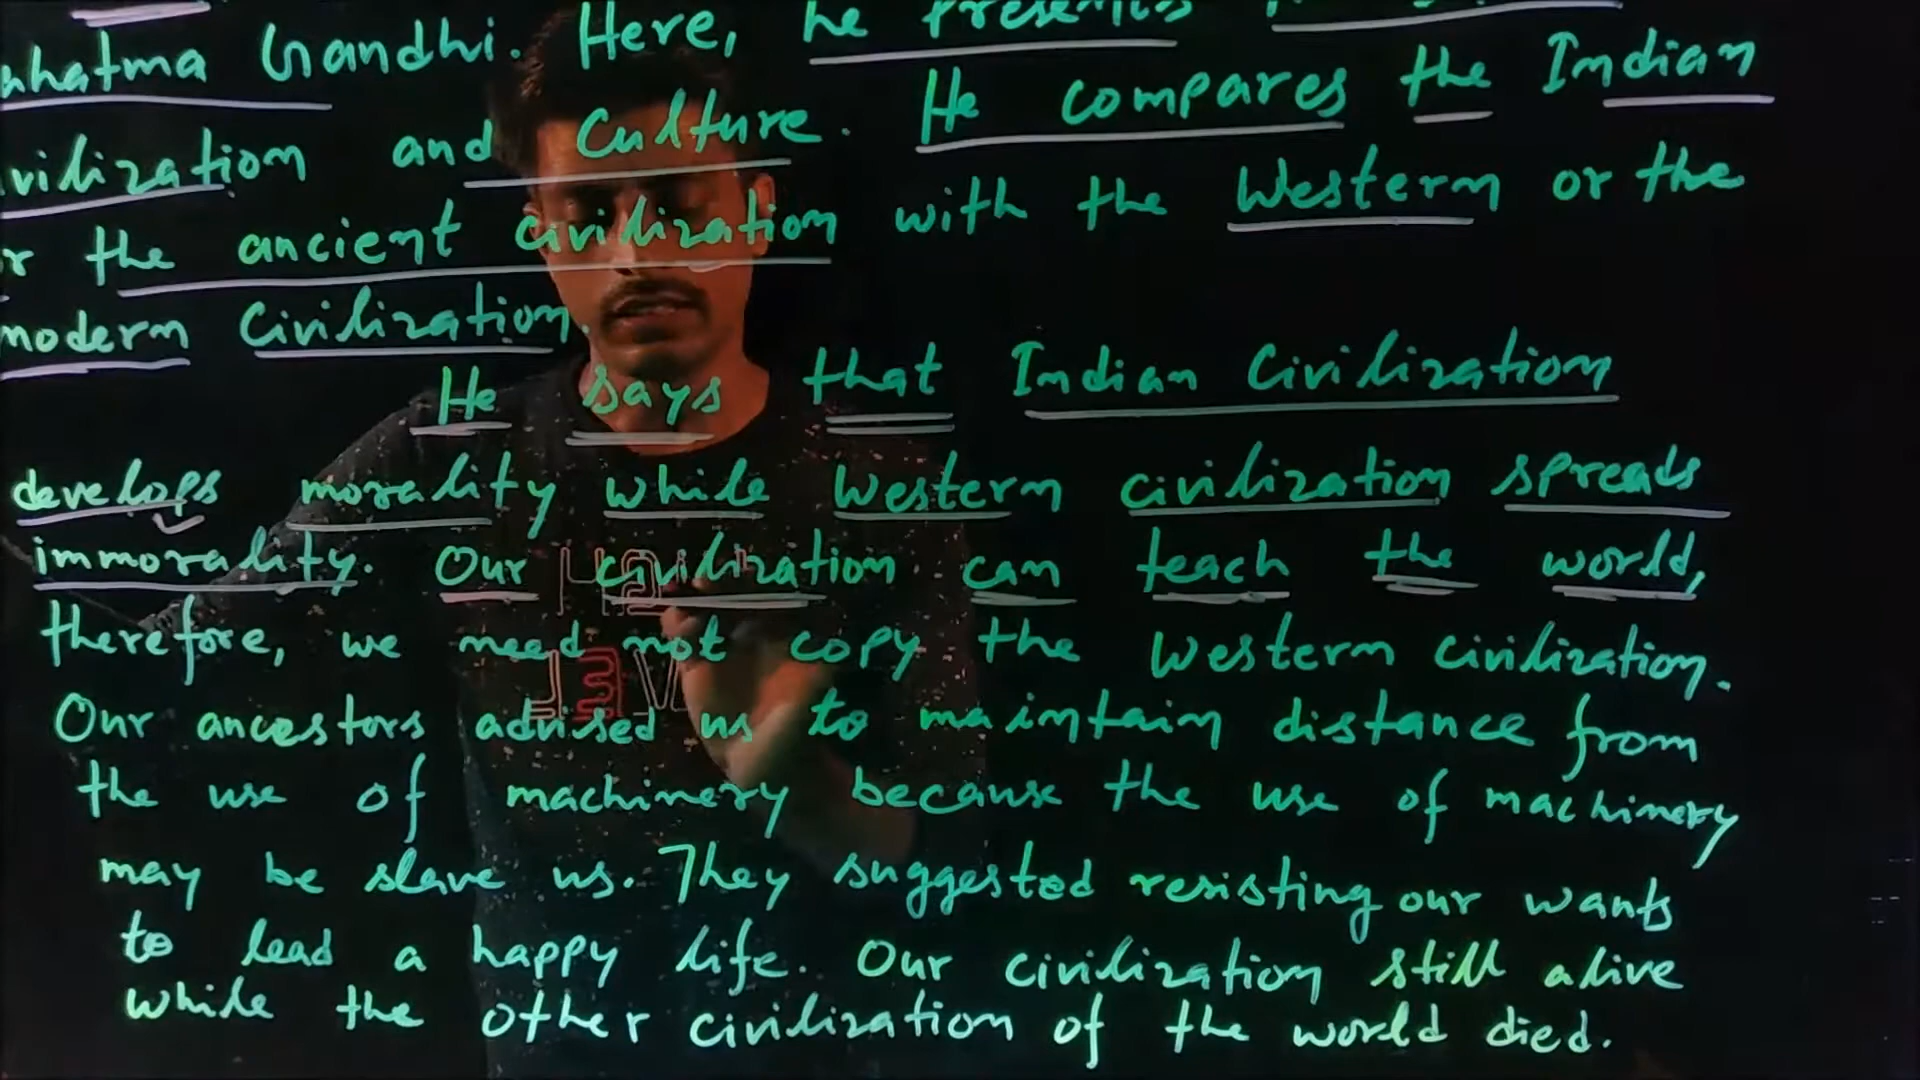 Mahatma Gandhi. Here, he presents
civilization and culture. He compares the Indian
or the ancient civilization with the Western or the
modern civilization.
He says that Indian civilization
develops morality while Western civilization spreads
immorality. Our civilization can teach the world,
therefore, we need not copy the Western civilization.
Our ancestors advised us to maintain distance from
the use of machinery because the use of machinery
may be slave us. They suggested resisting our wants
to lead a happy life. Our civilization still alive
while the other civilization of the world died.